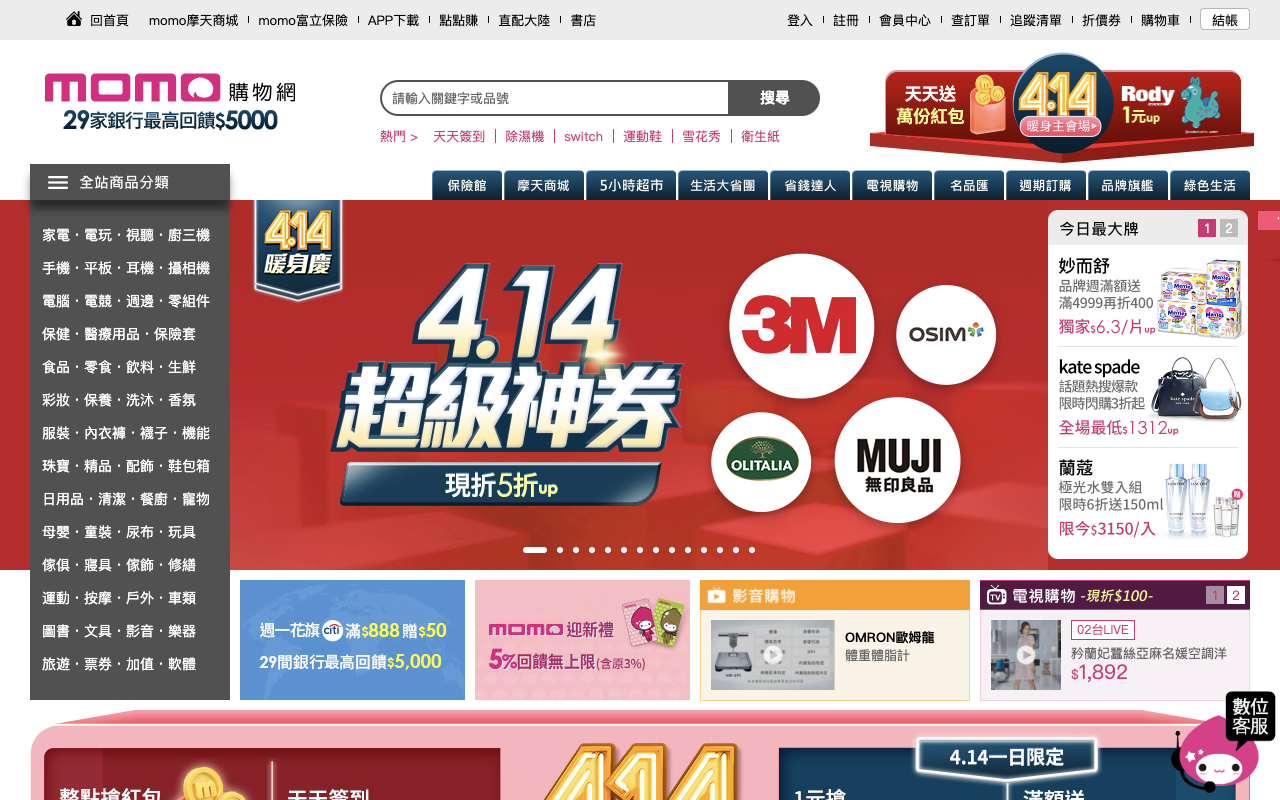 回首頁 momo摩天商城 momo富立保險 APP下載 點點賺 直配大陸 書店 登入 註冊 會員中心 查訂單 追蹤清單 折價券 購物車 結帳
momo 購物網
29家銀行最高回饋$5000
請輸入關鍵字或品號 搜尋
熱門 > 天天簽到 除濕機 switch 運動鞋 雪花秀 衛生紙
天天送
萬份紅包
4.14
暖身主會場
Rody
1元up
全站商品分類
保險館 摩天商城 5小時超市 生活大省團 省錢達人 電視購物 名品匯 週期訂購 品牌旗艦 綠色生活
家電・電玩・視聽・廚三機
手機・平板・耳機・攝相機
電腦・電競・週邊・零組件
保健・醫療用品・保險套
食品・零食・飲料・生鮮
彩妝・保養・洗沐・香氛
服裝・內衣褲・襪子・機能
珠寶・精品・配飾・鞋包箱
日用品・清潔・餐廚・寵物
母嬰・童裝・尿布・玩具
傢俱・寢具・傢飾・修繕
運動・按摩・戶外・車類
圖書・文具・影音・樂器
旅遊・票券・加值・軟體
4.14
暖身慶
4.14
超級神券
現折5折up
3M
OSIM
OLITALIA
MUJI
無印良品
今日最大牌 1 2
妙而舒
品牌週滿額送
滿4999再折400
獨家$6.3/片up
kate spade
話題熱搜爆款
限時閃購3折起
全場最低$1312up
蘭蔻
極光水雙入組
限時6折送150ml
限今$3150/入
贈
週一花旗 citi 滿$888贈$50
29間銀行最高回饋$5,000
momo 迎新禮
5%回饋無上限(含原3%)
影音購物
OMRON歐姆龍
體重體脂計
電視購物 -現折$100- 1 2
02台LIVE
矜蘭妃蠶絲亞麻名媛空調洋
$1,892
數位
客服
整點搶紅包
天天簽到
414
4.14一日限定
1元搶
滿額送